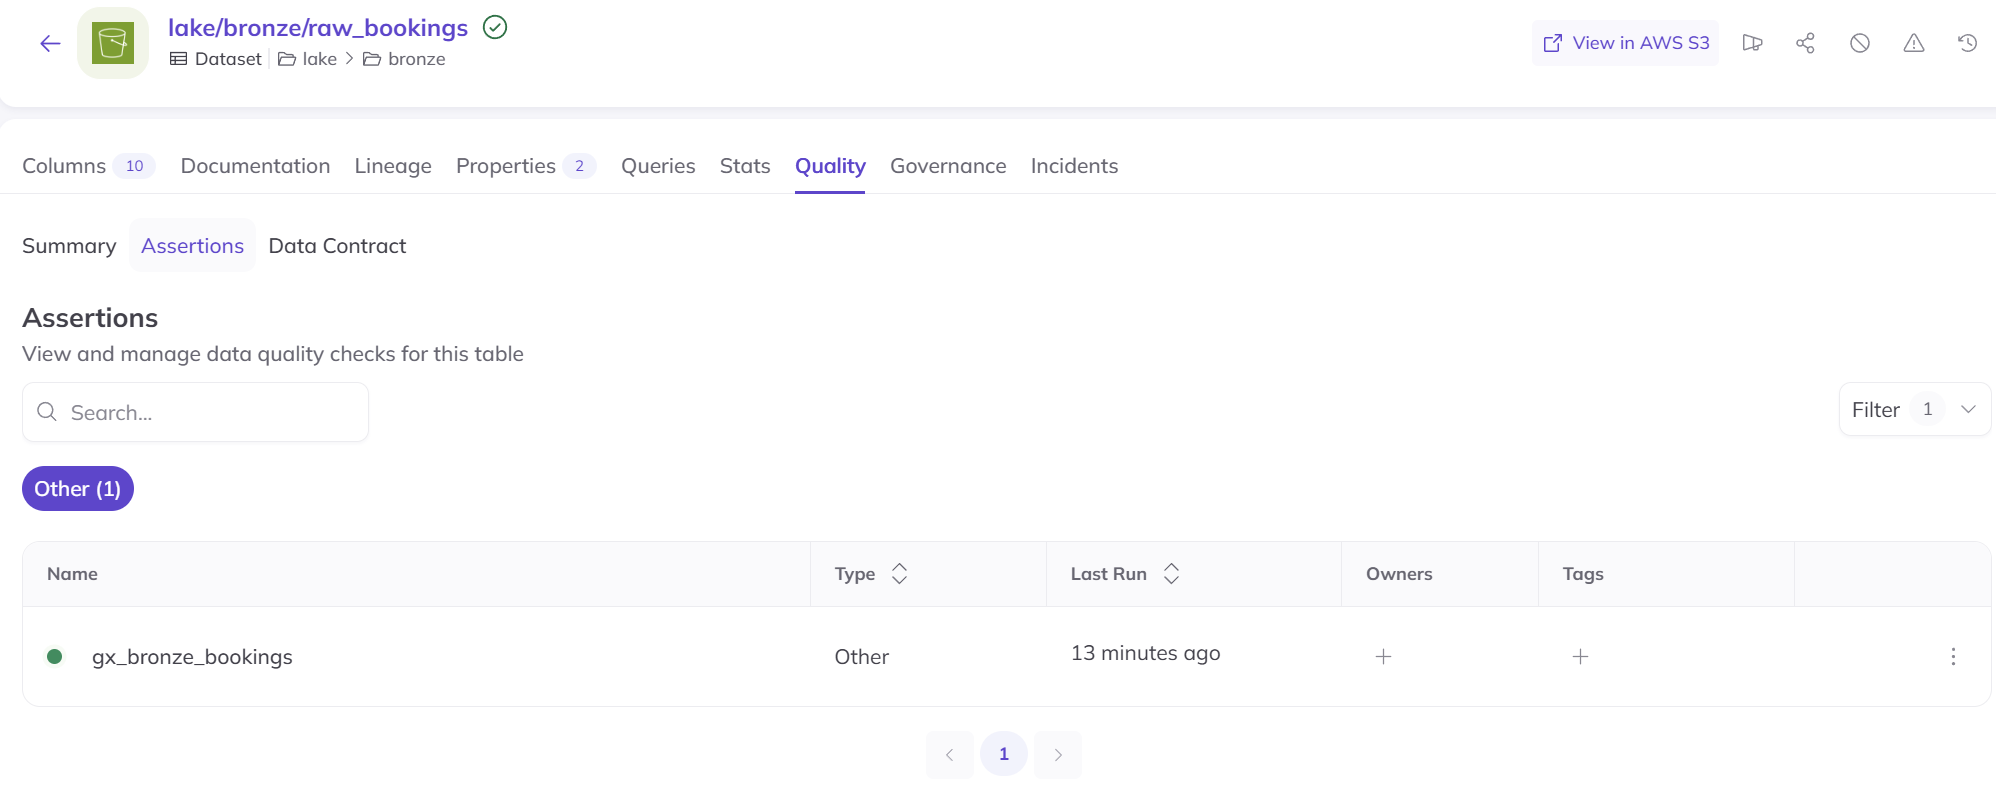 lake/bronze/raw_bookings
Dataset lake bronze
View in AWS S3
Columns 10 Documentation Lineage Properties 2 Queries Stats Quality Governance Incidents
Summary Assertions Data Contract
Assertions
View and manage data quality checks for this table
Search...
Filter 1
Other (1)
Name Type Last Run Owners Tags
gx_bronze_bookings Other 13 minutes ago
1